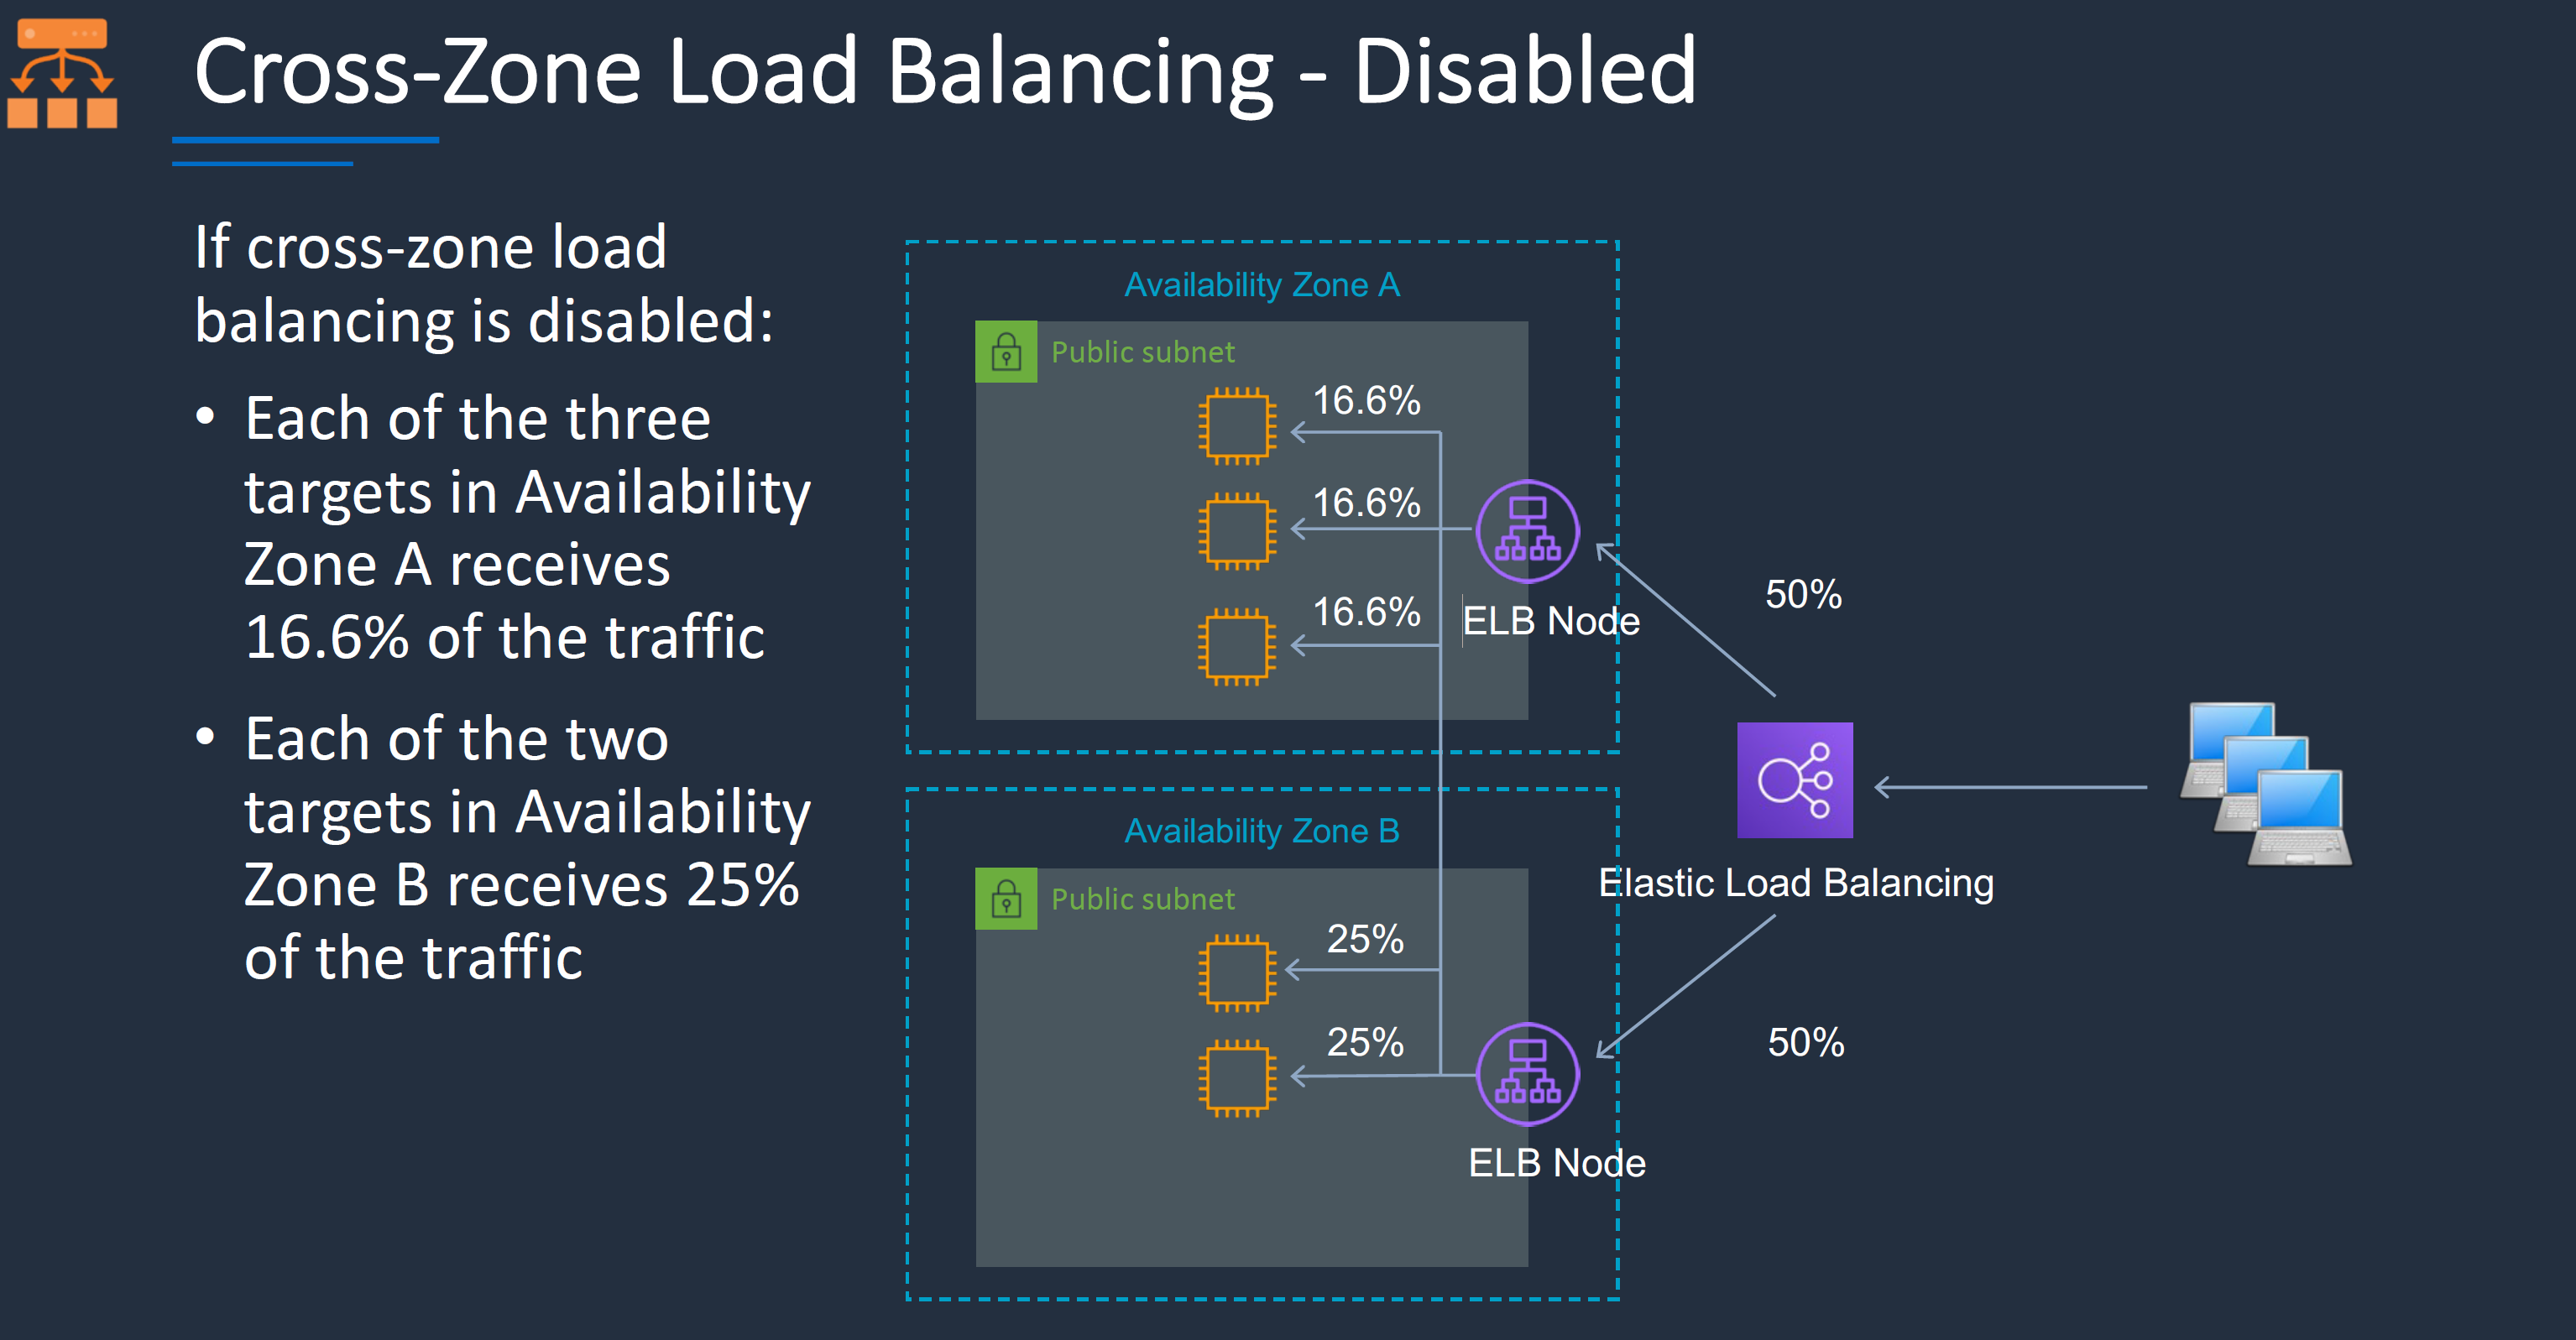 Cross-Zone Load Balancing - Disabled
If cross-zone load
balancing is disabled:
• Each of the three
targets in Availability
Zone A receives
16.6% of the traffic
• Each of the two
targets in Availability
Zone B receives 25%
of the traffic
Availability Zone A
Public subnet
16.6%
16.6%
16.6%
ELB Node
50%
Availability Zone B
Elastic Load Balancing
Public subnet
25%
25%
50%
ELB Node